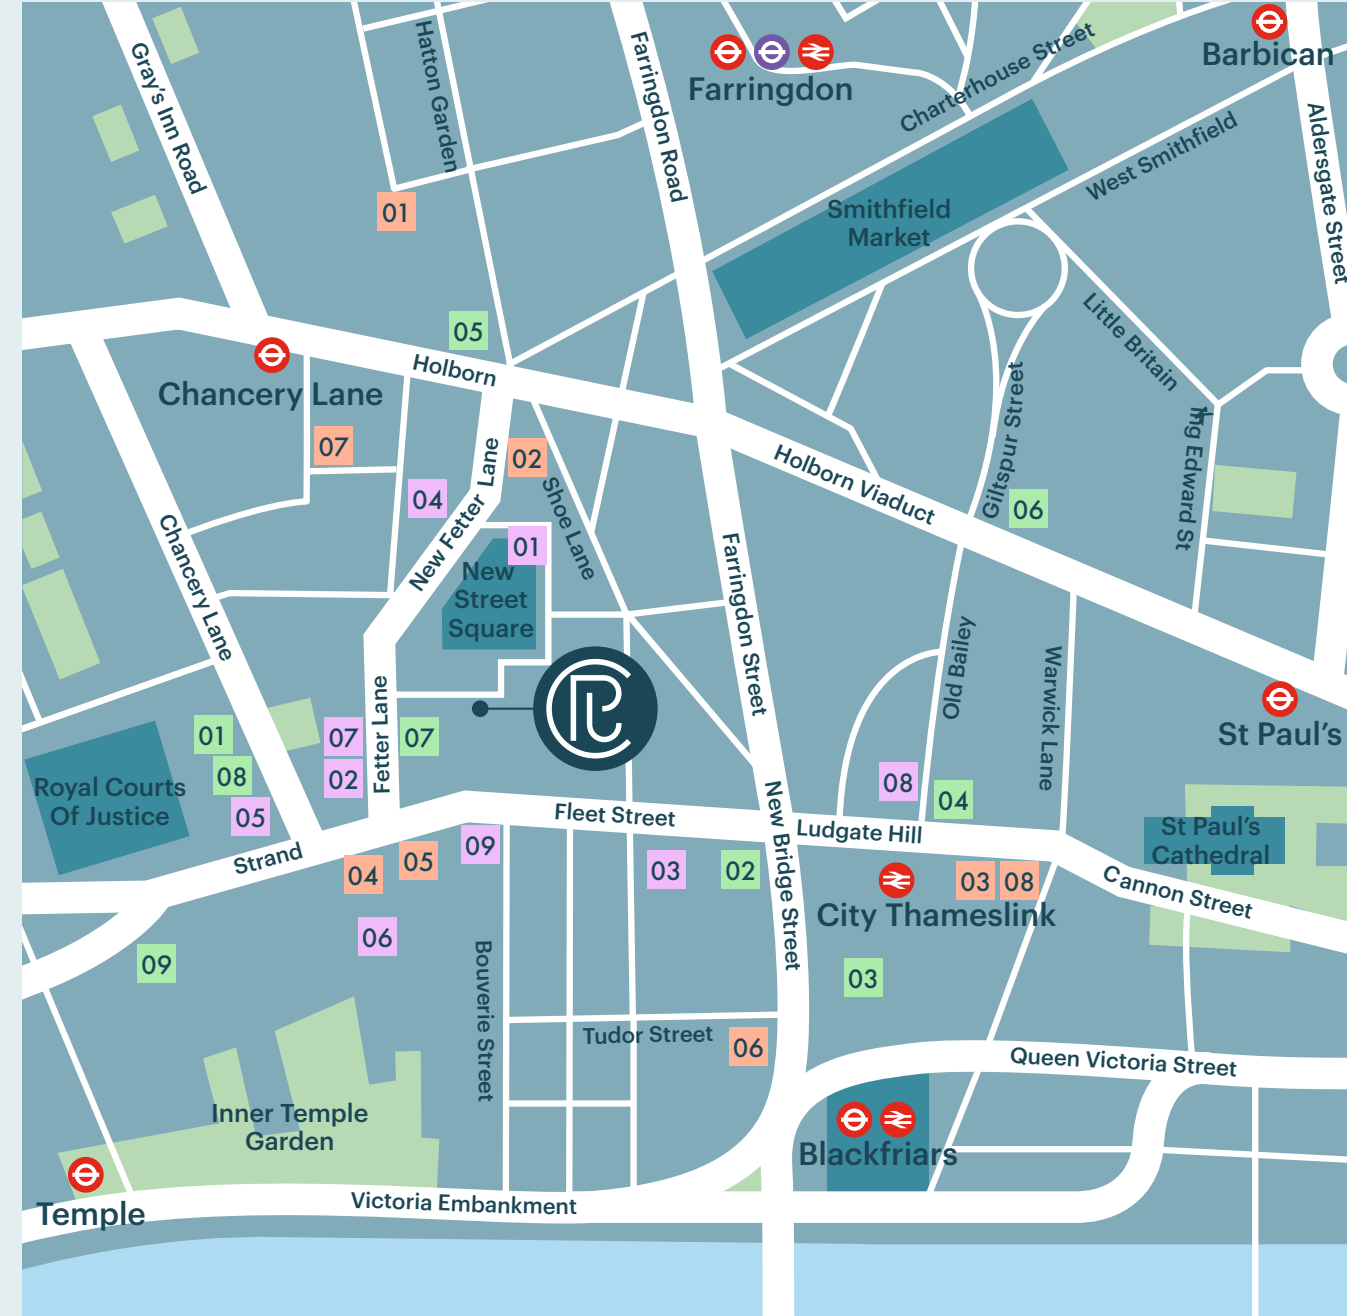 Gray's Inn Road
Hatton Garden
Farringdon Road
Farringdon
Charterhouse Street
Barbican
Aldersgate Street
West Smithfield
Smithfield
Market
01
05
Holborn
Chancery Lane
07
Little Britain
Giltspur Street
02
04
New Fetter Lane
Shoe Lane
Holborn Viaduct
06
ing Edward St
01
New
Street
Square
Chancery Lane
Farringdon Street
Old Bailey
Warwick Lane
St Paul's
Fetter Lane
01
07
07
08
02
05
Royal Courts
Of Justice
08
04
Fleet Street
New Bridge Street
Ludgate Hill
St Paul's
Cathedral
Strand
04
05
09
03
02
City Thameslink
03
08
Cannon Street
06
09
Bouverie Street
03
Tudor Street
06
Queen Victoria Street
Inner Temple
Garden
Blackfriars
Temple
Victoria Embankment